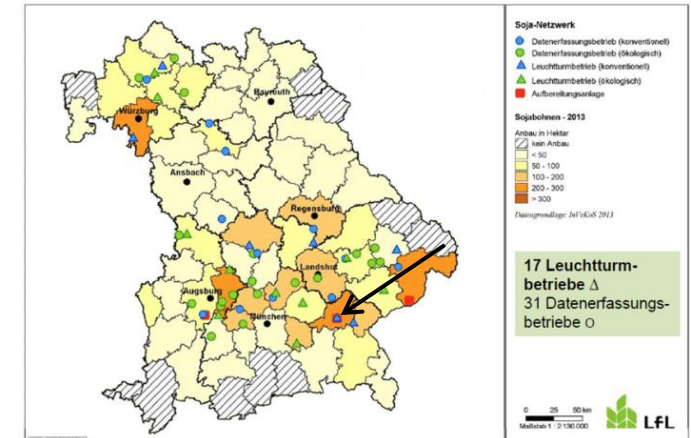 Bayreuth
Würzburg
Ansbach
Regensburg
Landshut
Augsburg
München
Soja-Netzwerk
Datenerfassungsbetrieb (konventionell)
Datenerfassungsbetrieb (ökologisch)
Leuchtturmbetrieb (konventionell)
Leuchtturmbetrieb (ökologisch)
Aufbereitungsanlage
Sojabohnen - 2013
Anbau in Hektar
kein Anbau
< 50
50 - 100
100 - 200
200 - 300
> 300
Datengrundlage: InVeKoS 2013
17 Leuchtturm-
betriebe Δ
31 Datenerfassungs-
betriebe O
0 25 50 km
Maßstab 1 : 2.130.000
LfL